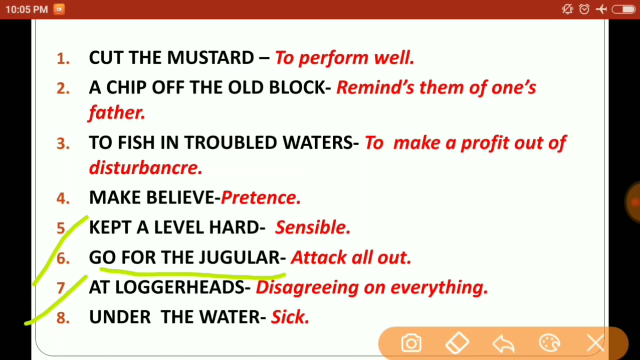 10:05 PM
1. CUT THE MUSTARD – To perform well.
2. A CHIP OFF THE OLD BLOCK- Remind's them of one's
father.
3. TO FISH IN TROUBLED WATERS- To make a profit out of
disturbancre.
4. MAKE BELIEVE-Pretence.
5. KEPT A LEVEL HARD- Sensible.
6. GO FOR THE JUGULAR- Attack all out.
7. AT LOGGERHEADS- Disagreeing on everything.
8. UNDER THE WATER- Sick.